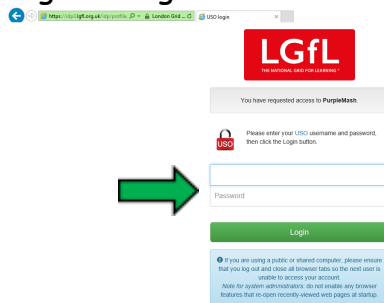 https://idp2.lgfl.org.uk/idp/profile
London Grid ...
USO login
LGfL
THE NATIONAL GRID FOR LEARNING
You have requested access to PurpleMash.
Please enter your USO username and password,
then click the Login button.
USO
Password
Login
If you are using a public or shared computer, please ensure
that you log out and close all browser tabs so the next user is
unable to access your account.
Note for system administrators: do not enable any browser
features that re-open recently-viewed web pages at startup.